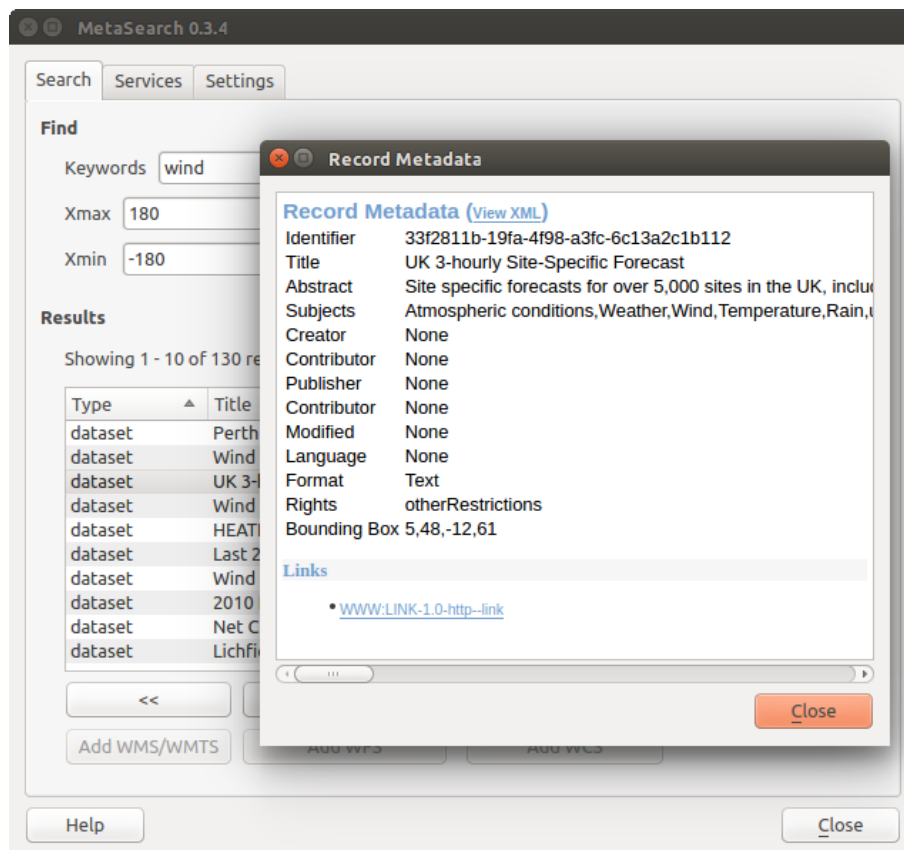 MetaSearch 0.3.4
Search Services Settings
Find
Keywords wind
Xmax 180
Xmin -180
Results
Showing 1 - 10 of 130 re
Type Title
dataset Perth
dataset Wind
dataset UK 3-
dataset Wind
dataset HEAT
dataset Last 2
dataset Wind
dataset 2010
dataset Net C
dataset Lichfi
<<
Add WMS/WMTS Add WFS Add WCS
Help Close
Record Metadata
Record Metadata (View XML)
Identifier 33f2811b-19fa-4f98-a3fc-6c13a2c1b112
Title UK 3-hourly Site-Specific Forecast
Abstract Site specific forecasts for over 5,000 sites in the UK, includ
Subjects Atmospheric conditions,Weather,Wind,Temperature,Rain,u
Creator None
Contributor None
Publisher None
Contributor None
Modified None
Language None
Format Text
Rights otherRestrictions
Bounding Box 5,48,-12,61
Links
WWW:LINK-1.0-http--link
Close